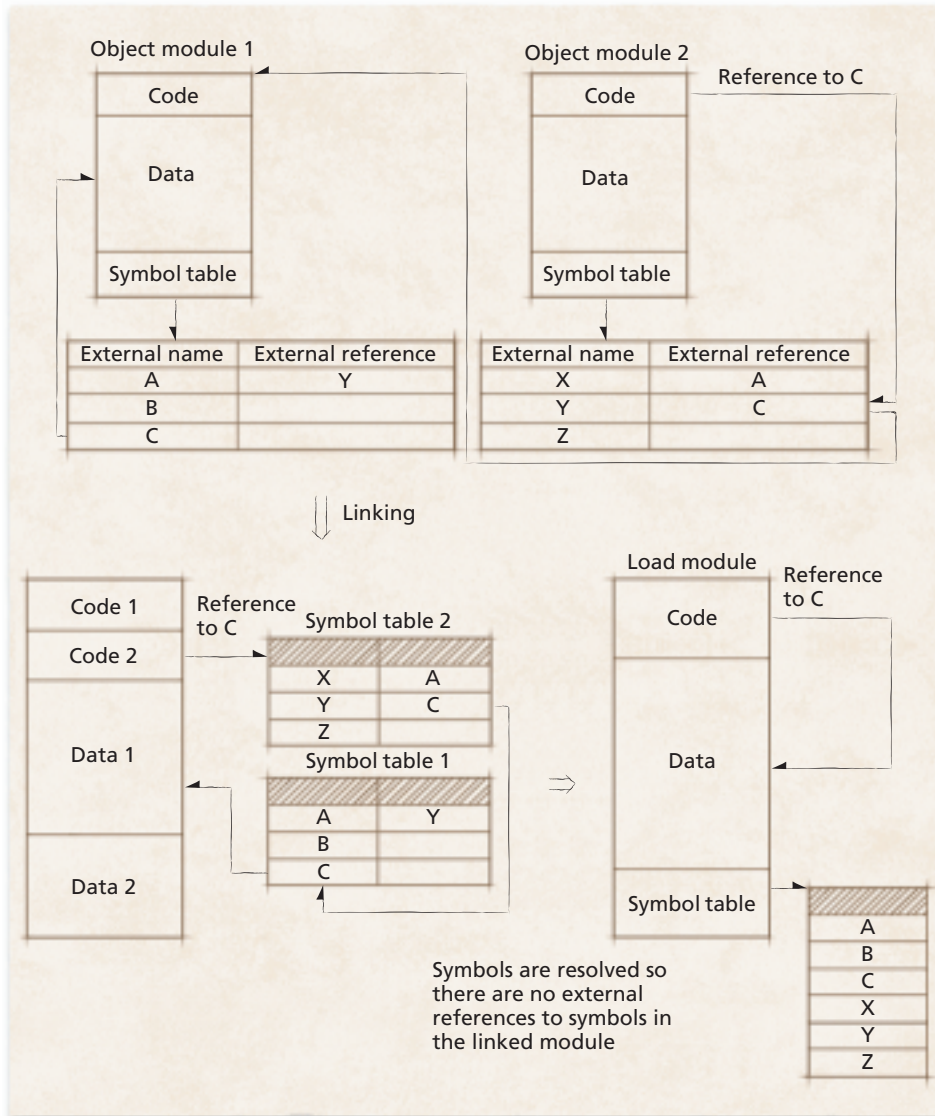 Object module 1
Code
Data
Symbol table
External name External reference
A Y
B
C
Object module 2
Reference to C
Code
Data
Symbol table
External name External reference
X A
Y C
Z
Linking
Code 1
Code 2
Data 1
Data 2
Reference
to C
Symbol table 2
X A
Y C
Z
Symbol table 1
A Y
B
C
Load module
Reference
to C
Code
Data
Symbol table
A
B
C
X
Y
Z
Symbols are resolved so
there are no external
references to symbols in
the linked module